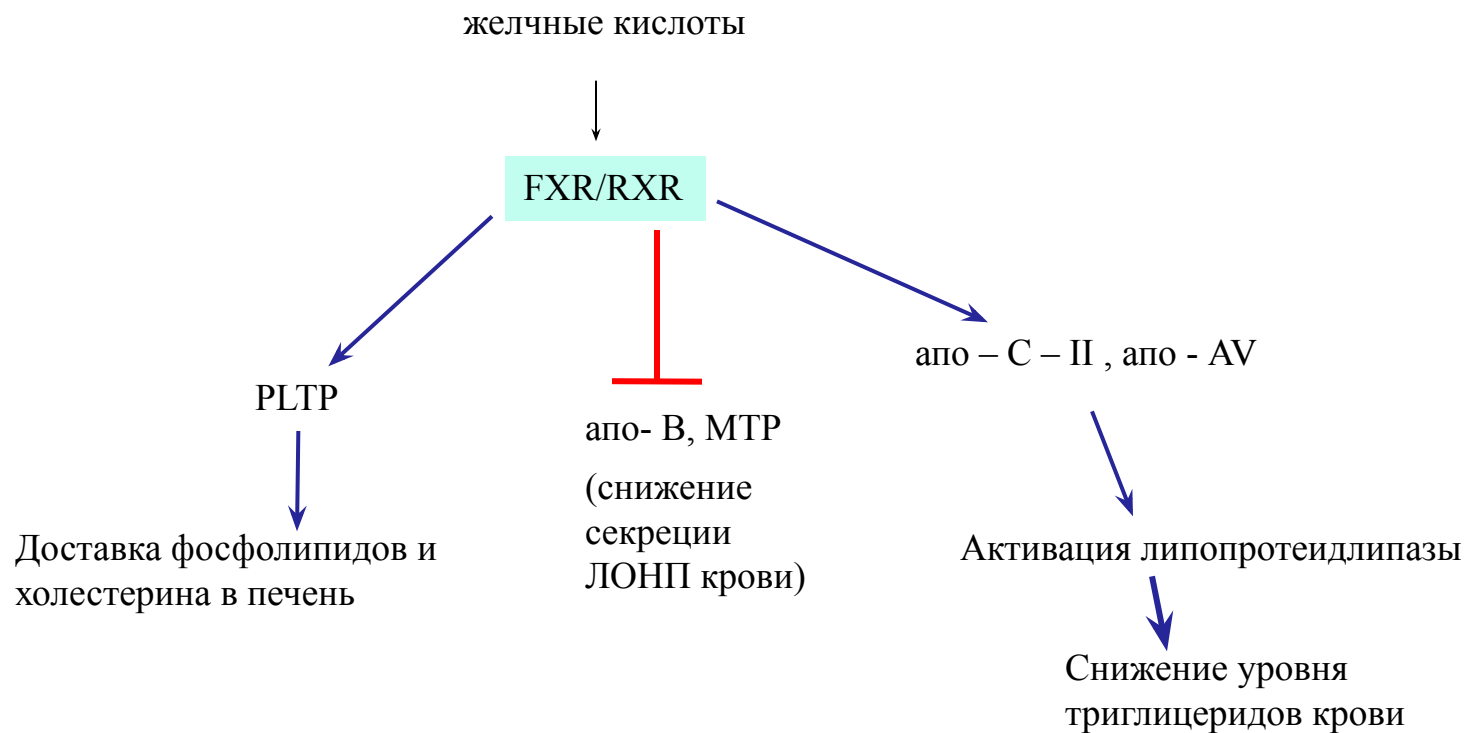 желчные кислоты
FXR/RXR
апо – С – II , апо - AV
PLTP
апо- В, МТР
(снижение
секреции
ЛОНП крови)
Доставка фосфолипидов и
холестерина в печень
Активация липопротеидлипазы
Снижение уровня
триглицеридов крови